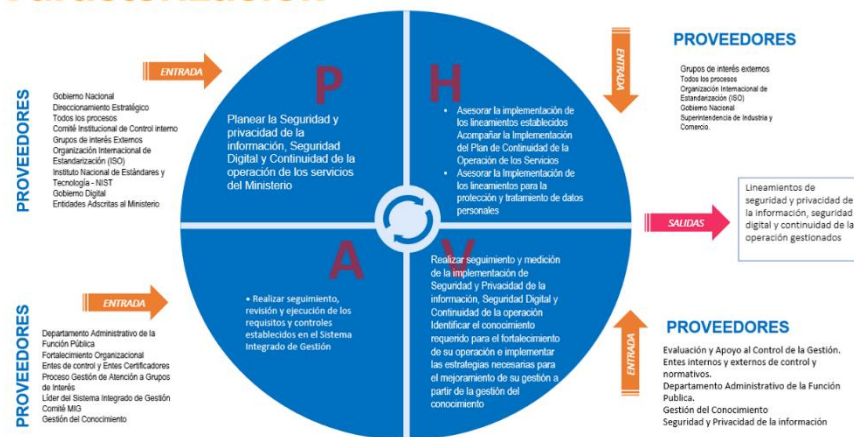 PROVEEDORES
ENTRADA
Gobierno Nacional
Direccionamiento Estratégico
Todos los procesos
Comité Institucional de Control interno
Grupos de interés Externos
Organización Internacional de
Estandarización (ISO)
Instituto Nacional de Estándares y
Tecnología - NIST
Gobierno Digital
Entidades Adscritas al Ministerio
P
Planear la Seguridad y
privacidad de la
información, Seguridad
Digital y Continuidad de la
operación de los servicios
del Ministerio
H
• Asesorar la implementación de
los lineamientos establecidos
Acompañar la Implementación
del Plan de Continuidad de la
Operación de los Servicios
• Asesorar la Implementación de
los lineamientos para la
protección y tratamiento de datos
personales
ENTRADA
PROVEEDORES
Grupos de interés externos
Todos los procesos
Organización Internacional de
Estandarización (ISO)
Gobierno Nacional
Superintendencia de Industria y
Comercio.
SALIDAS
Lineamientos de
seguridad y privacidad de
la información, seguridad
digital y continuidad de la
operación gestionados
PROVEEDORES
ENTRADA
Departamento Administrativo de la
Función Pública
Fortalecimiento Organizacional
Entes de control y Entes Certificadores
Proceso Gestión de Atención a Grupos
de Interés
Líder del Sistema Integrado de Gestión
Comité MIG
Gestión del Conocimiento
A
• Realizar seguimiento,
revisión y ejecución de los
requisitos y controles
establecidos en el Sistema
Integrado de Gestión
V
Realizar seguimiento y medición
de la implementación de
Seguridad y Privacidad de la
información, Seguridad Digital y
Continuidad de la operación
Identificar el conocimiento
requerido para el fortalecimiento
de su operación e implementar
las estrategias necesarias para
el mejoramiento de su gestión a
partir de la gestión del
conocimiento
ENTRADA
PROVEEDORES
Evaluación y Apoyo al Control de la Gestión.
Entes internos y externos de control y
normativos.
Departamento Administrativo de la Función
Publica.
Gestión del Conocimiento
Seguridad y Privacidad de la información